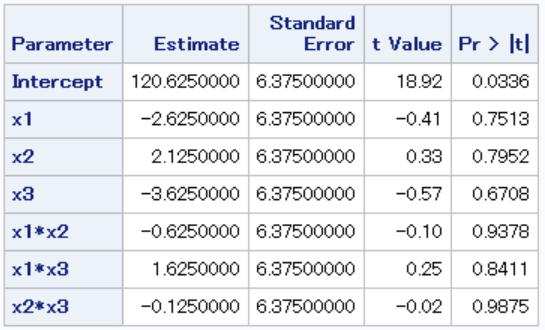 Parameter Estimate Standard Error t Value Pr > |t|
Intercept 120.6250000 6.37500000 18.92 0.0336
x1 -2.6250000 6.37500000 -0.41 0.7513
x2 2.1250000 6.37500000 0.33 0.7952
x3 -3.6250000 6.37500000 -0.57 0.6708
x1*x2 -0.6250000 6.37500000 -0.10 0.9378
x1*x3 1.6250000 6.37500000 0.25 0.8411
x2*x3 -0.1250000 6.37500000 -0.02 0.9875